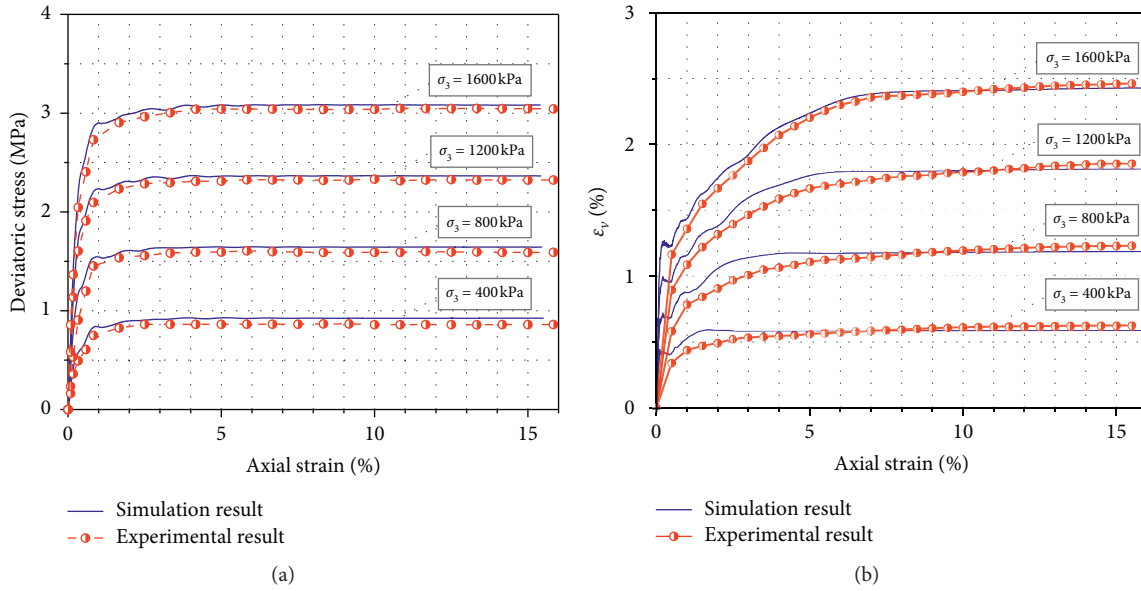 4
3
2
1
0
Deviatoric stress (MPa)
σ3 = 1600 kPa
σ3 = 1200 kPa
σ3 = 800 kPa
σ3 = 400 kPa
0 5 10 15
Axial strain (%)
Simulation result
Experimental result
(a)
3
2
1
0
εv (%)
σ3 = 1600 kPa
σ3 = 1200 kPa
σ3 = 800 kPa
σ3 = 400 kPa
0 5 10 15
Axial strain (%)
Simulation result
Experimental result
(b)